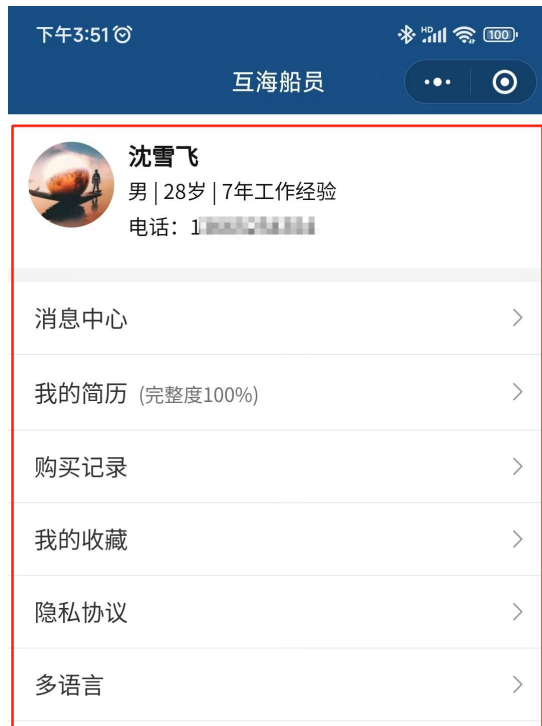 下午3:51
HD
100
互海船员
沈雪飞
男 | 28岁 | 7年工作经验
电话：1
消息中心
我的简历 (完整度100%)
购买记录
我的收藏
隐私协议
多语言